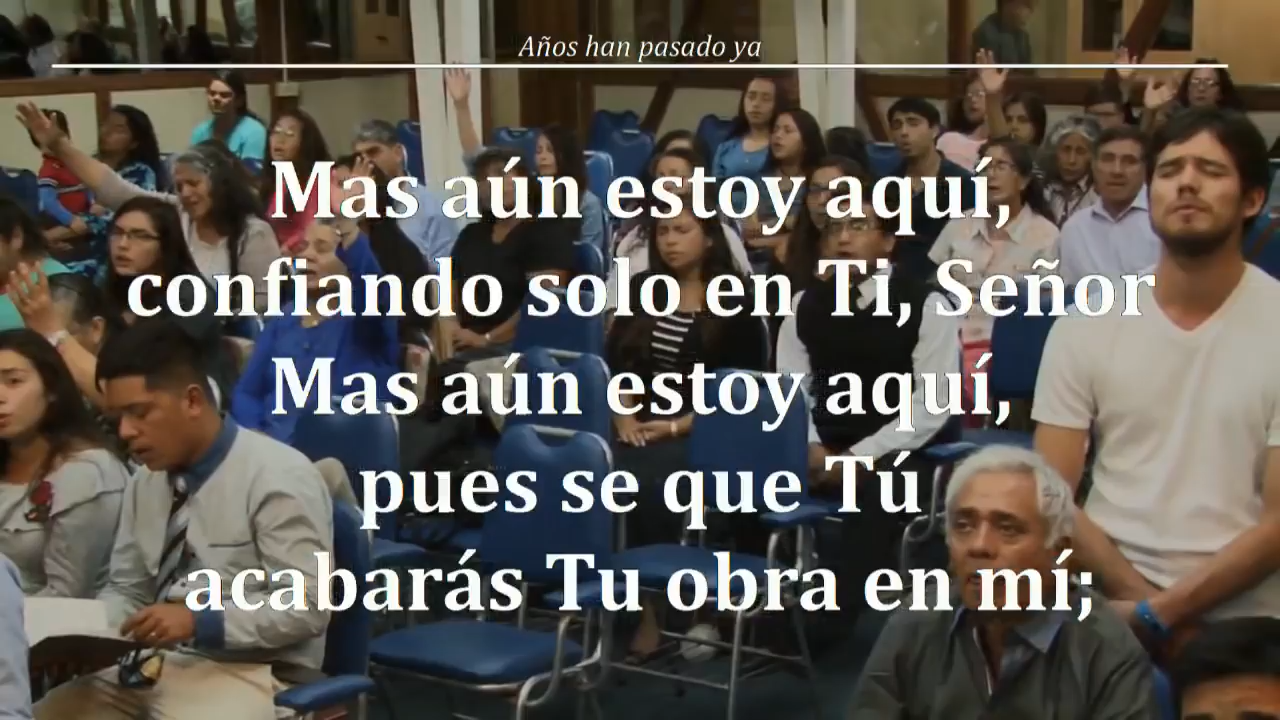 Años han pasado ya
Mas aún estoy aquí,
confiando solo en Ti, Señor
Mas aún estoy aquí,
pues se que Tú
acabarás Tu obra en mí;